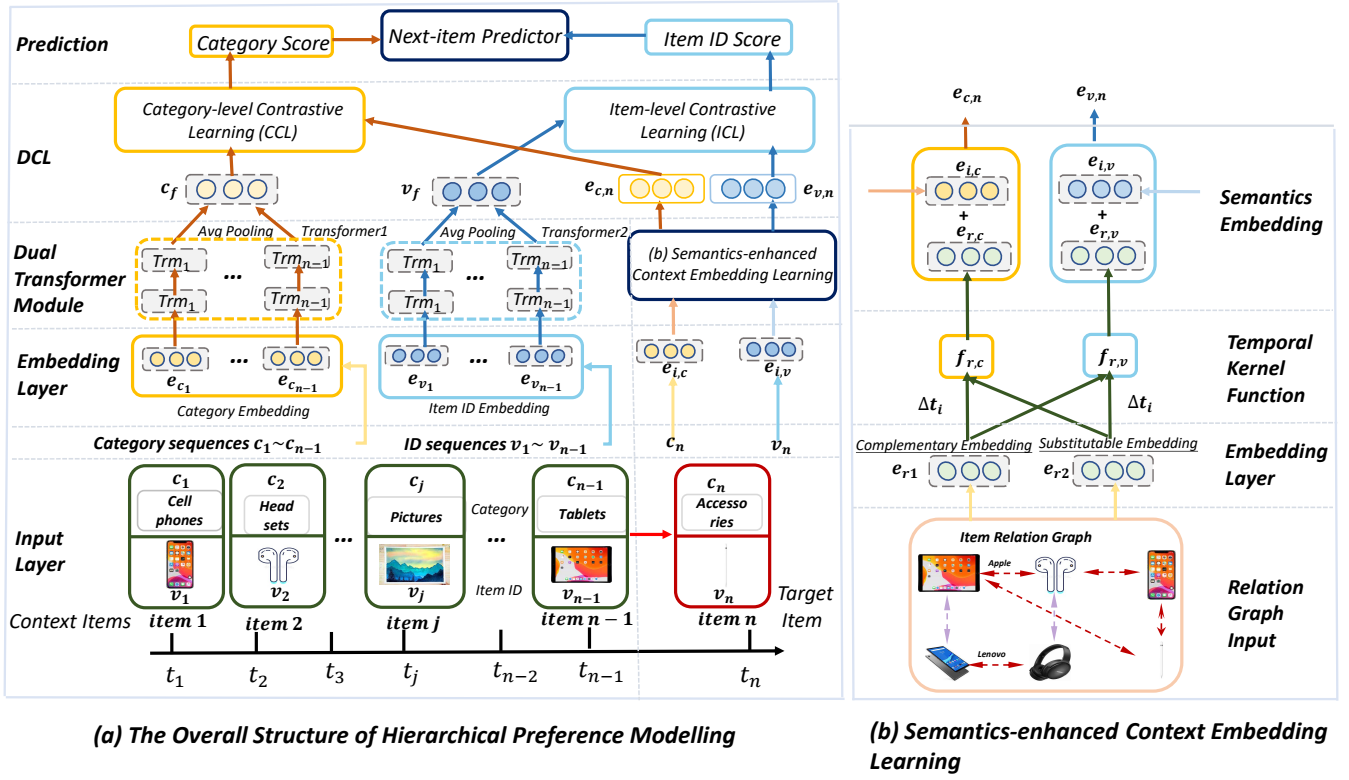 Prediction
Category Score
Next-item Predictor
Item ID Score
DCL
Category-level Contrastive
Learning (CCL)
Item-level Contrastive
Learning (ICL)
c_f
v_f
e_{c,n}
e_{v,n}
Dual
Transformer
Module
Avg Pooling
Transformer1
Avg Pooling
Transformer2
Trm_1
...
Trm_{n-1}
Trm_1
...
Trm_{n-1}
Trm_1
Trm_{n-1}
Trm_1
Trm_{n-1}
(b) Semantics-enhanced
Context Embedding
Learning
Embedding
Layer
...
...
e_{c_1}
e_{c_{n-1}}
e_{v_1}
e_{v_{n-1}}
e_{i,c}
e_{i,v}
Category Embedding
Item ID Embedding
Category sequences c_1~c_{n-1}
ID sequences v_1~ v_{n-1}
c_n
v_n
Input
Layer
c_1
Cell
phones
v_1
item 1
c_2
Head
sets
v_2
item 2
...
c_j
Pictures
v_j
item j
Category
...
Item ID
c_{n-1}
Tablets
v_{n-1}
item n - 1
c_n
Accesso
ries
v_n
item n
Context Items
Target
Item
t_1
t_2
t_3
t_j
t_{n-2}
t_{n-1}
t_n
(a) The Overall Structure of Hierarchical Preference Modelling
e_{c,n}
e_{v,n}
e_{i,c}
+
e_{r,c}
e_{i,v}
+
e_{r,v}
Semantics
Embedding
f_{r,c}
f_{r,v}
Temporal
Kernel
Function
Δt_i
Δt_i
Complementary Embedding
Substitutable Embedding
e_{r1}
e_{r2}
Embedding
Layer
Item Relation Graph
Apple
Lenovo
Relation
Graph
Input
(b) Semantics-enhanced Context Embedding
Learning